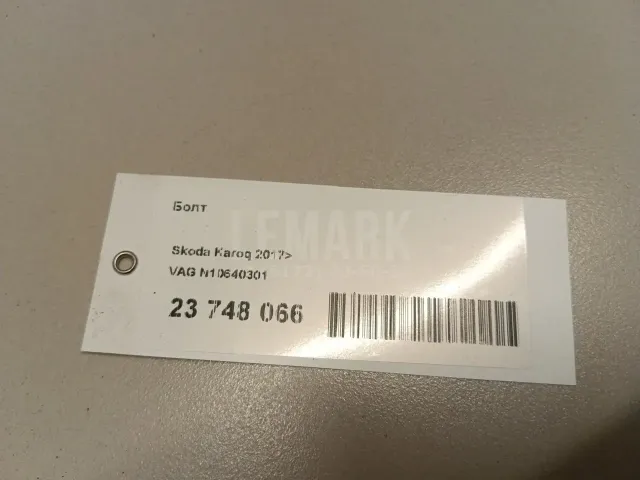 Болт
LEMARK
Skoda Karoq 2017>
VAG N10640301
23 748 066